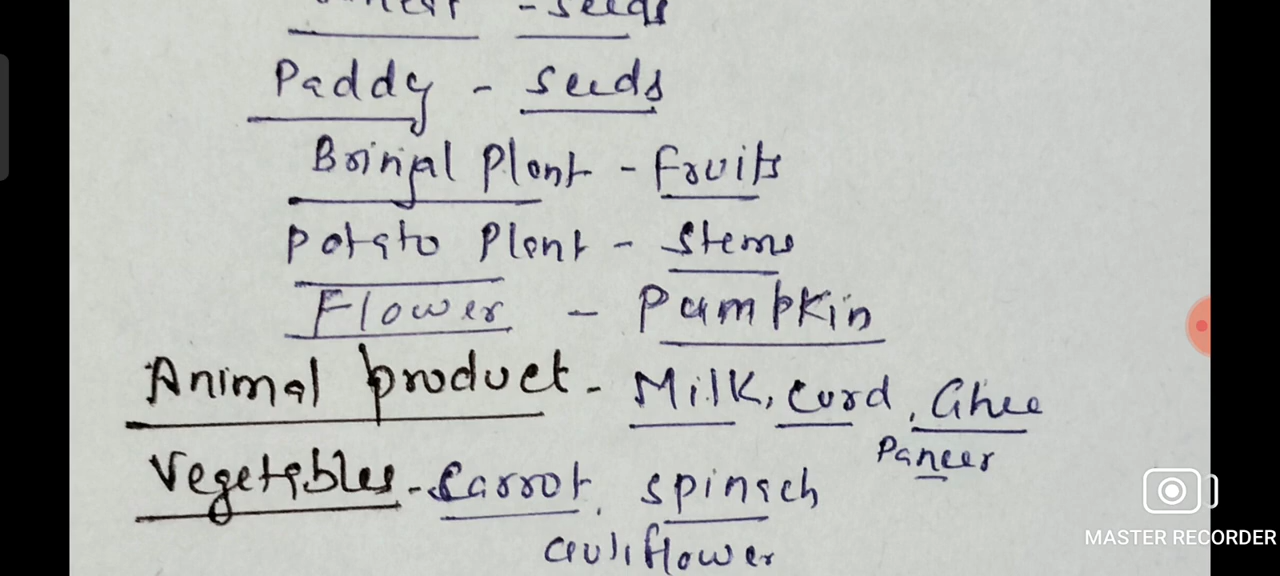 - seeds
Paddy - seeds
Brinjal Plant - fruits
Potato Plant - Stems
Flower - Pumpkin
Animal product - Milk, Curd, Ghee
Paneer
Vegetables - Carrot, spinach
Cauliflower
MASTER RECORDER